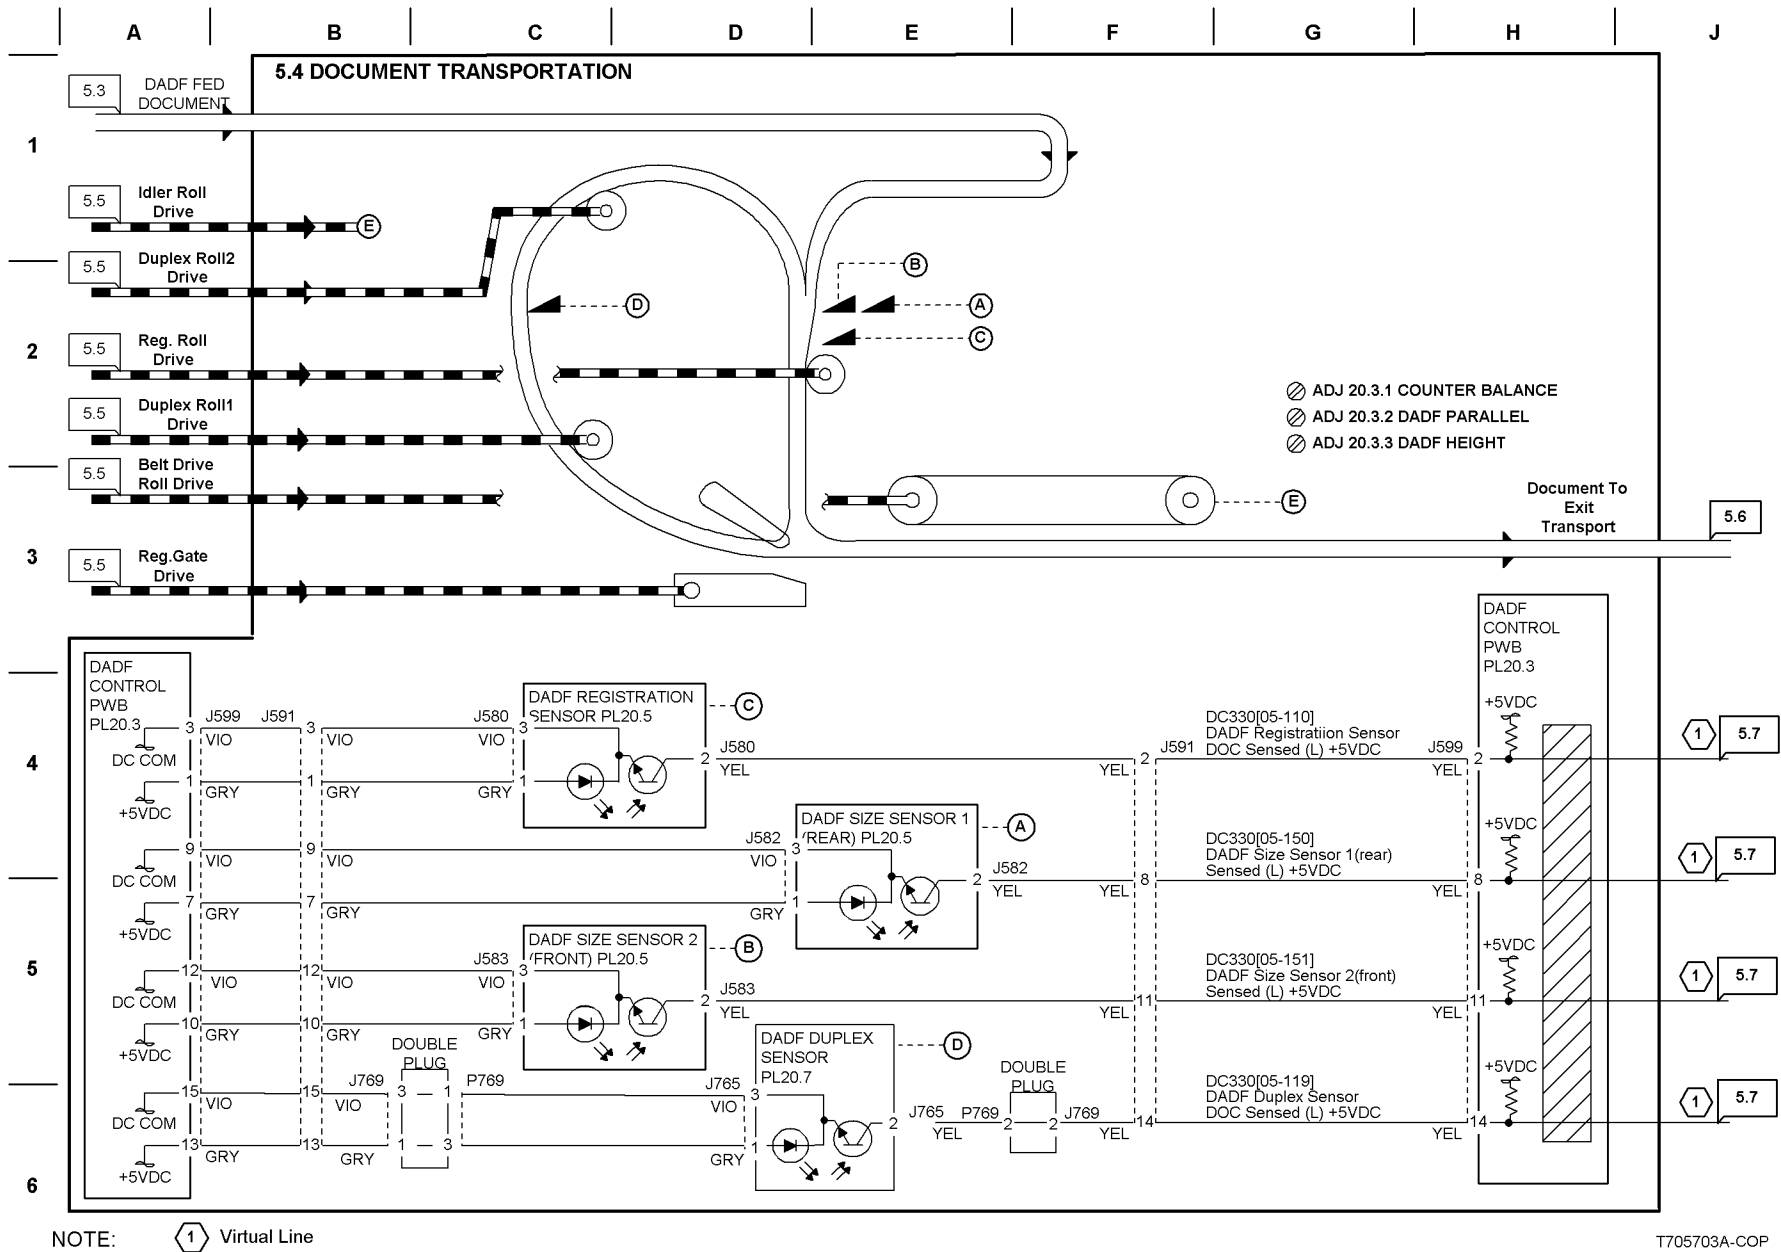 A B C D E F G H J
5.4 DOCUMENT TRANSPORTATION
5.3
DADF FED
DOCUMENT
1
5.5
Idler Roll
Drive
E
5.5
Duplex Roll2
Drive
B
D
A
C
2
5.5
Reg. Roll
Drive
5.5
Duplex Roll1
Drive
ADJ 20.3.1 COUNTER BALANCE
ADJ 20.3.2 DADF PARALLEL
ADJ 20.3.3 DADF HEIGHT
5.5
Belt Drive
Roll Drive
E
Document To
Exit
Transport
5.6
3
5.5
Reg.Gate
Drive
DADF
CONTROL
PWB
PL20.3
DADF
CONTROL
PWB
PL20.3
4
3 J599 J591 3 J580 3
VIO VIO VIO
DC COM
1 1 1
GRY GRY GRY
+5VDC
DADF REGISTRATION
SENSOR PL20.5
C
J580
2
YEL
2 J591
YEL
DC330[05-110]
DADF Registratiion Sensor
DOC Sensed (L) +5VDC
J599
2
YEL
+5VDC
1 5.7
9 9 J582 3
VIO VIO VIO
DC COM
7 7 1
GRY GRY GRY
+5VDC
DADF SIZE SENSOR 1
(REAR) PL20.5
A
J582
2
YEL
8
YEL
DC330[05-150]
DADF Size Sensor 1(rear)
Sensed (L) +5VDC
8
YEL
+5VDC
1 5.7
5
12 12 J583 3
VIO VIO VIO
DC COM
10 10 1
GRY GRY GRY
+5VDC
DADF SIZE SENSOR 2
(FRONT) PL20.5
B
J583
2
YEL
11
YEL
DC330[05-151]
DADF Size Sensor 2(front)
Sensed (L) +5VDC
11
YEL
+5VDC
1 5.7
DOUBLE
PLUG
15 15 J769 3 1 P769 J765 3
VIO VIO VIO
DC COM
13 13 1 3 1
GRY GRY GRY
+5VDC
DADF DUPLEX
SENSOR
PL20.7
D
2 J765
YEL
DOUBLE
PLUG
P769 2 2 J769
14
YEL
DC330[05-119]
DADF Duplex Sensor
DOC Sensed (L) +5VDC
14
YEL
+5VDC
1 5.7
6
NOTE: 1 Virtual Line
T705703A-COP